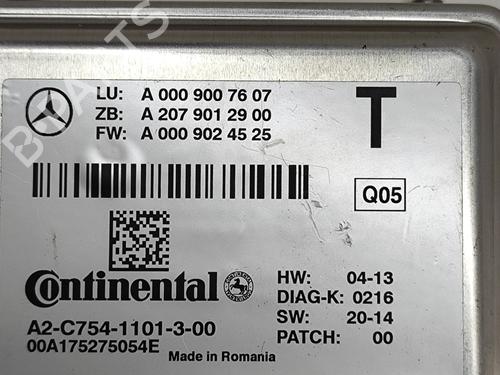 LU: A 000 900 76 07
ZB: A 207 901 29 00
FW: A 000 902 45 25
T
Q05
Continental
HW: 04-13
DIAG-K: 0216
SW: 20-14
PATCH: 00
A2-C754-1101-3-00
00A175275054E
Made in Romania